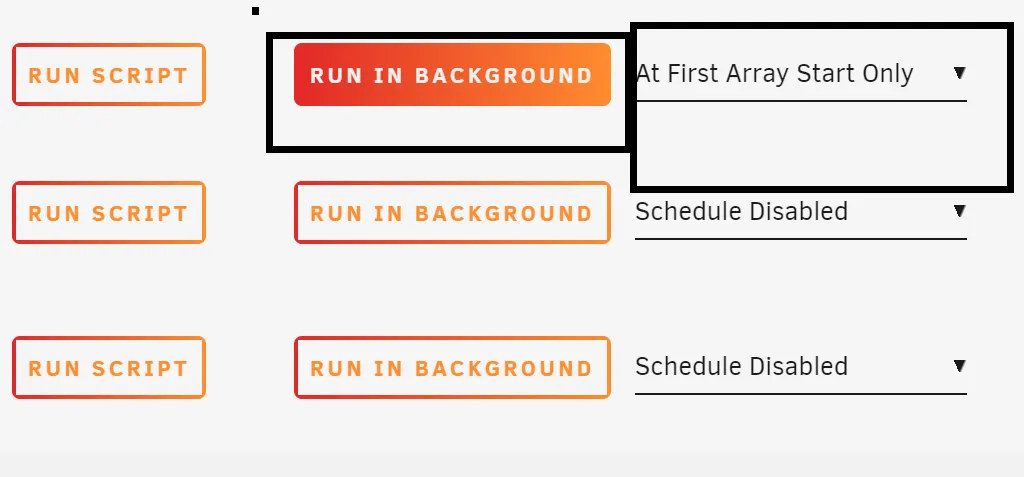 RUN SCRIPT RUN IN BACKGROUND At First Array Start Only
RUN SCRIPT RUN IN BACKGROUND Schedule Disabled
RUN SCRIPT RUN IN BACKGROUND Schedule Disabled